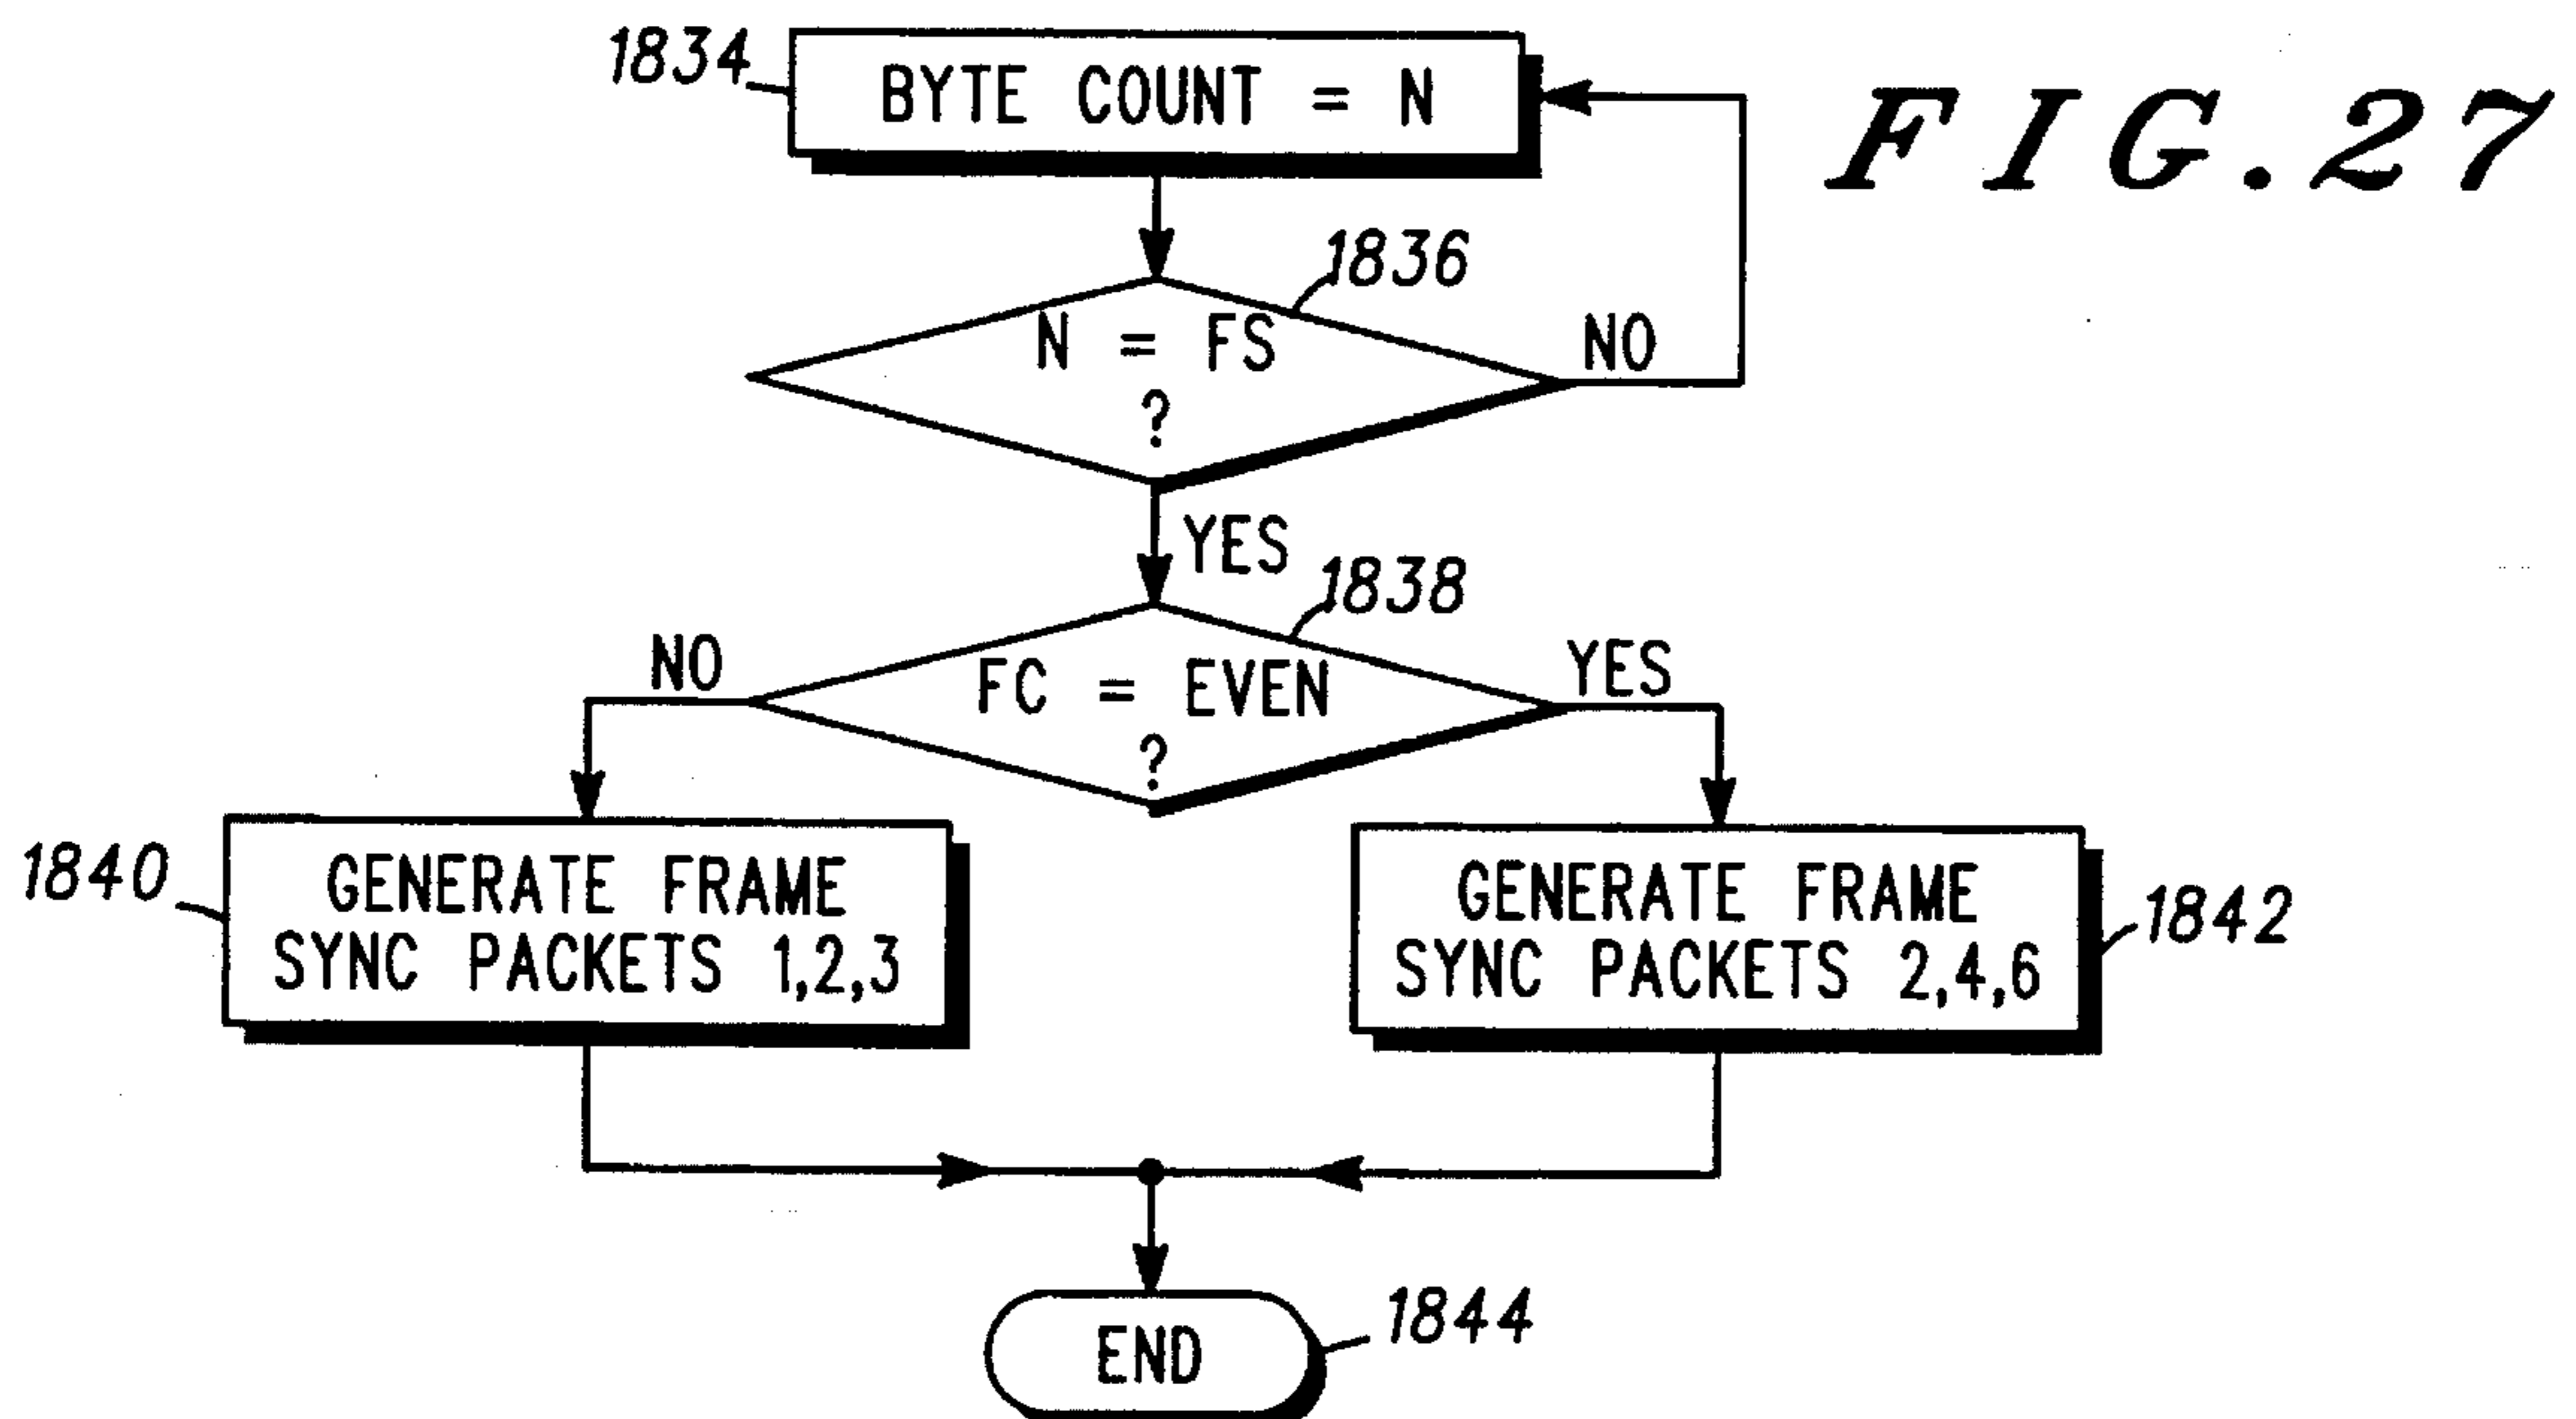 1834
BYTE COUNT = N
FIG.27
1836
N = FS
?
NO
YES
1838
NO
FC = EVEN
?
YES
1840
GENERATE FRAME
SYNC PACKETS 1,2,3
GENERATE FRAME
SYNC PACKETS 2,4,6
1842
END
1844